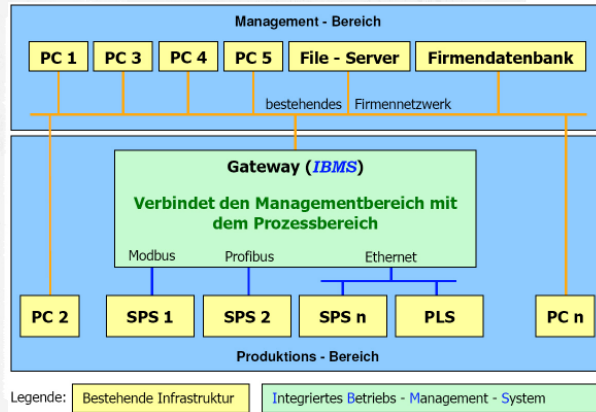 Management - Bereich
PC 1 PC 3 PC 4 PC 5 File - Server Firmendatenbank
bestehendes Firmennetzwerk
Gateway (IBMS)
Verbindet den Managementbereich mit
dem Prozessbereich
Modbus Profibus Ethernet
PC 2 SPS 1 SPS 2 SPS n PLS PC n
Produktions - Bereich
Legende: Bestehende Infrastruktur Integriertes Betriebs - Management - System